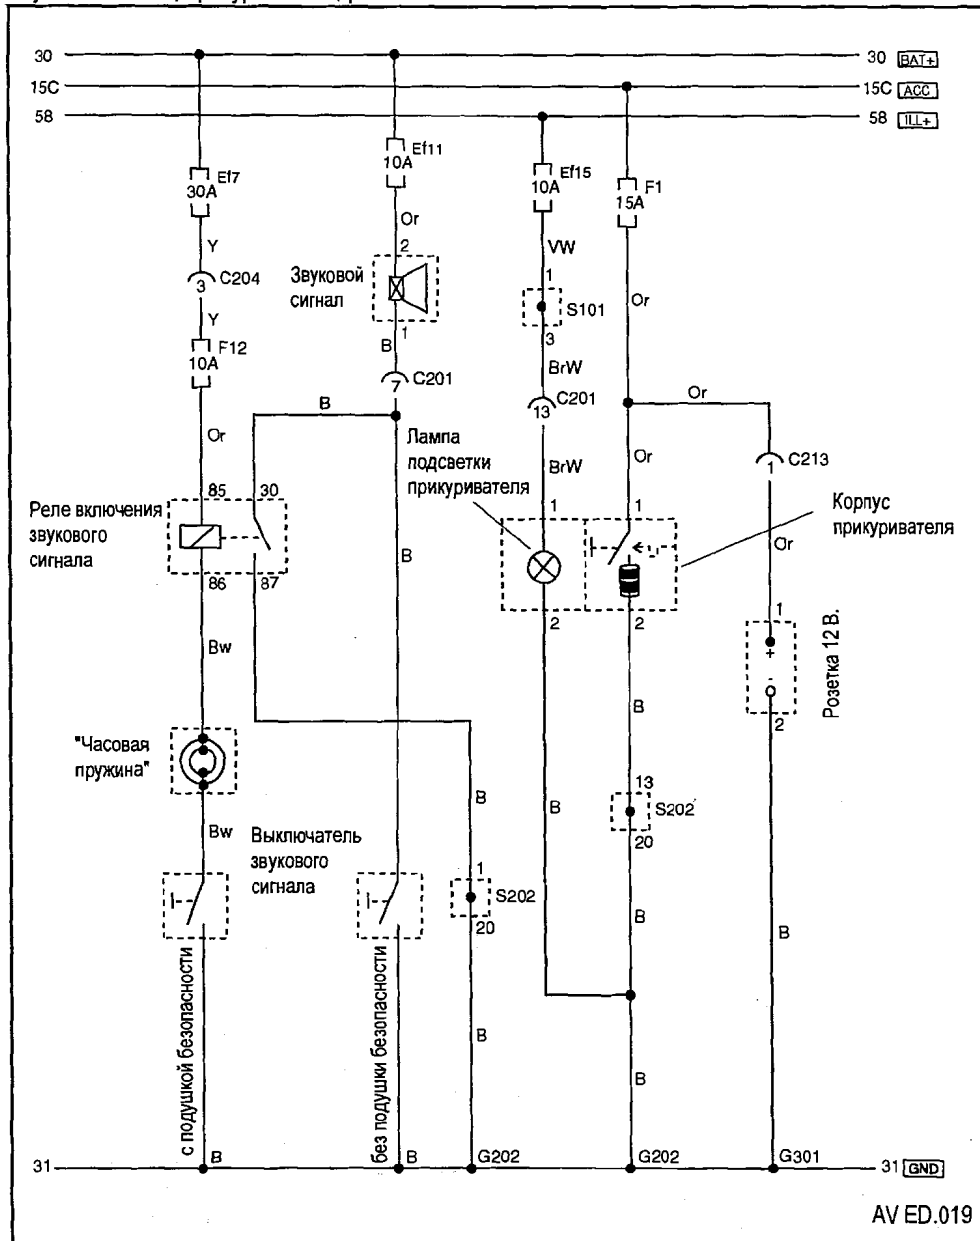 30
30 BAT+
15C
15C ACC
58
58 ILL+
Ef7
30A
Ef11
10A
Ef15
10A
F1
15A
Y
Or
VW
Or
C204
3
Звуковой
сигнал
2
1
1
S101
3
Y
B
BrW
F12
10A
C201
7
C201
13
B
Or
Or
Лампа
подсветки
прикуривателя
BrW
Or
C213
1
Реле включения
звукового
сигнала
85
30
86
87
B
1
1
2
2
Корпус
прикуривателя
Or
1
+
-
2
Розетка 12 В.
Bw
B
"Часовая
пружина"
B
B
13
S202
20
Bw
Выключатель
звукового
сигнала
1
S202
20
B
B
с подушкой безопасности
без подушки безопасности
B
B
31
B
B
G202
G202
G301
31 GND
AV ED.019